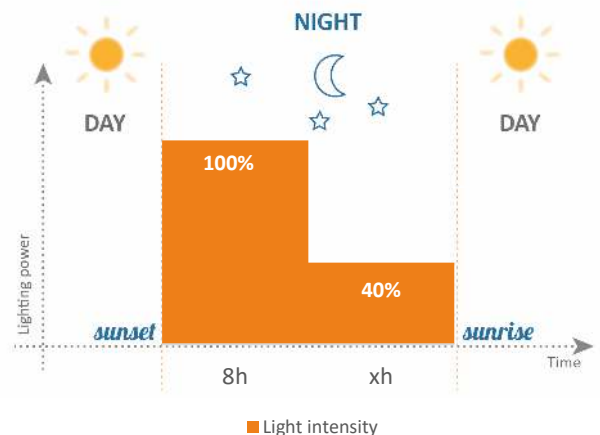 NIGHT
DAY
DAY
100%
40%
Lighting power
sunset
sunrise
Time
8h
xh
Light intensity